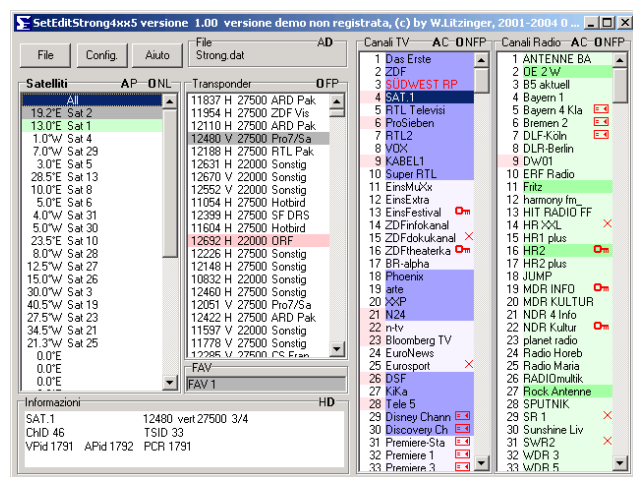 SetEditStrong4xx5 versione 1.00 versione demo non registrata, (c) by W.Litzinger, 2001-2004 0 ...
File
Config.
Aiuto
File AD
Strong.dat
Satelliti AP ONL
All
19.2°E Sat 2
13.0°E Sat 1
1.0°W Sat 4
7.0°W Sat 29
3.0°E Sat 5
28.5°E Sat 13
10.0°E Sat 8
5.0°E Sat 6
4.0°W Sat 31
5.0°W Sat 30
23.5°E Sat 10
8.0°W Sat 28
12.5°W Sat 27
15.0°W Sat 26
30.0°W Sat 3
40.5°W Sat 19
27.5°W Sat 23
34.5°W Sat 21
21.3°W Sat 25
0.0°E
0.0°E
0.0°E
Transponder OFP
11837 H 27500 ARD Pak
11954 H 27500 ZDF Vis
12110 H 27500 ARD Pak
12480 V 27500 Pro7/Sa
12188 H 27500 RTL Pak
12631 H 22000 Sonstig
12670 V 22000 Sonstig
12552 V 22000 Sonstig
11054 H 27500 Hotbird
12399 H 27500 SF DRS
11604 H 27500 Hotbird
12692 H 22000 ORF
12226 H 27500 Sonstig
12148 H 27500 Sonstig
10832 H 22000 Sonstig
12460 H 27500 Sonstig
12051 V 27500 Pro7/Sa
12422 H 27500 ARD Pak
11597 V 22000 Sonstig
11778 V 27500 Sonstig
12285 V 27500 CS Fran
FAV
FAV 1
Canali TV AC ONFP
1 Das Erste
2 ZDF
3 SÜDWEST RP
4 SAT.1
5 RTL Televisi
6 ProSieben
7 RTL2
8 VOX
9 KABEL1
10 Super RTL
11 EinsMuXx
12 EinsExtra
13 EinsFestival
14 ZDFinfokanal
15 ZDFdokukanal
16 ZDFtheaterka
17 BR-alpha
18 Phoenix
19 arte
20 XXP
21 N24
22 n-tv
23 Bloomberg TV
24 EuroNews
25 Eurosport
26 DSF
27 KiKa
28 Tele 5
29 Disney Chann
30 Discovery Ch
31 Premiere-Sta
32 Premiere 1
33 Premiere 3
Canali Radio AC ONFP
1 ANTENNE BA
2 OE 2 W
3 B5 aktuell
4 Bayern 1
5 Bayern 4 Kla
6 Bremen 2
7 DLF-Köln
8 DLR-Berlin
9 DW01
10 ERF Radio
11 Fritz
12 harmony fm_
13 HIT RADIO FF
14 HR XXL
15 HR1 plus
16 HR2
17 HR2 plus
18 JUMP
19 MDR INFO
20 MDR KULTUR
21 NDR 4 Info
22 NDR Kultur
23 planet radio
24 Radio Horeb
25 Radio Maria
26 RADIOmultik
27 Rock Antenne
28 SPUTNIK
29 SR 1
30 Sunshine Liv
31 SWR2
32 WDR 3
33 WDR 5
Informazioni HD
SAT.1 12480 vert 27500 3/4
ChID 46 TSID 33
VPid 1791 APid 1792 PCR 1791